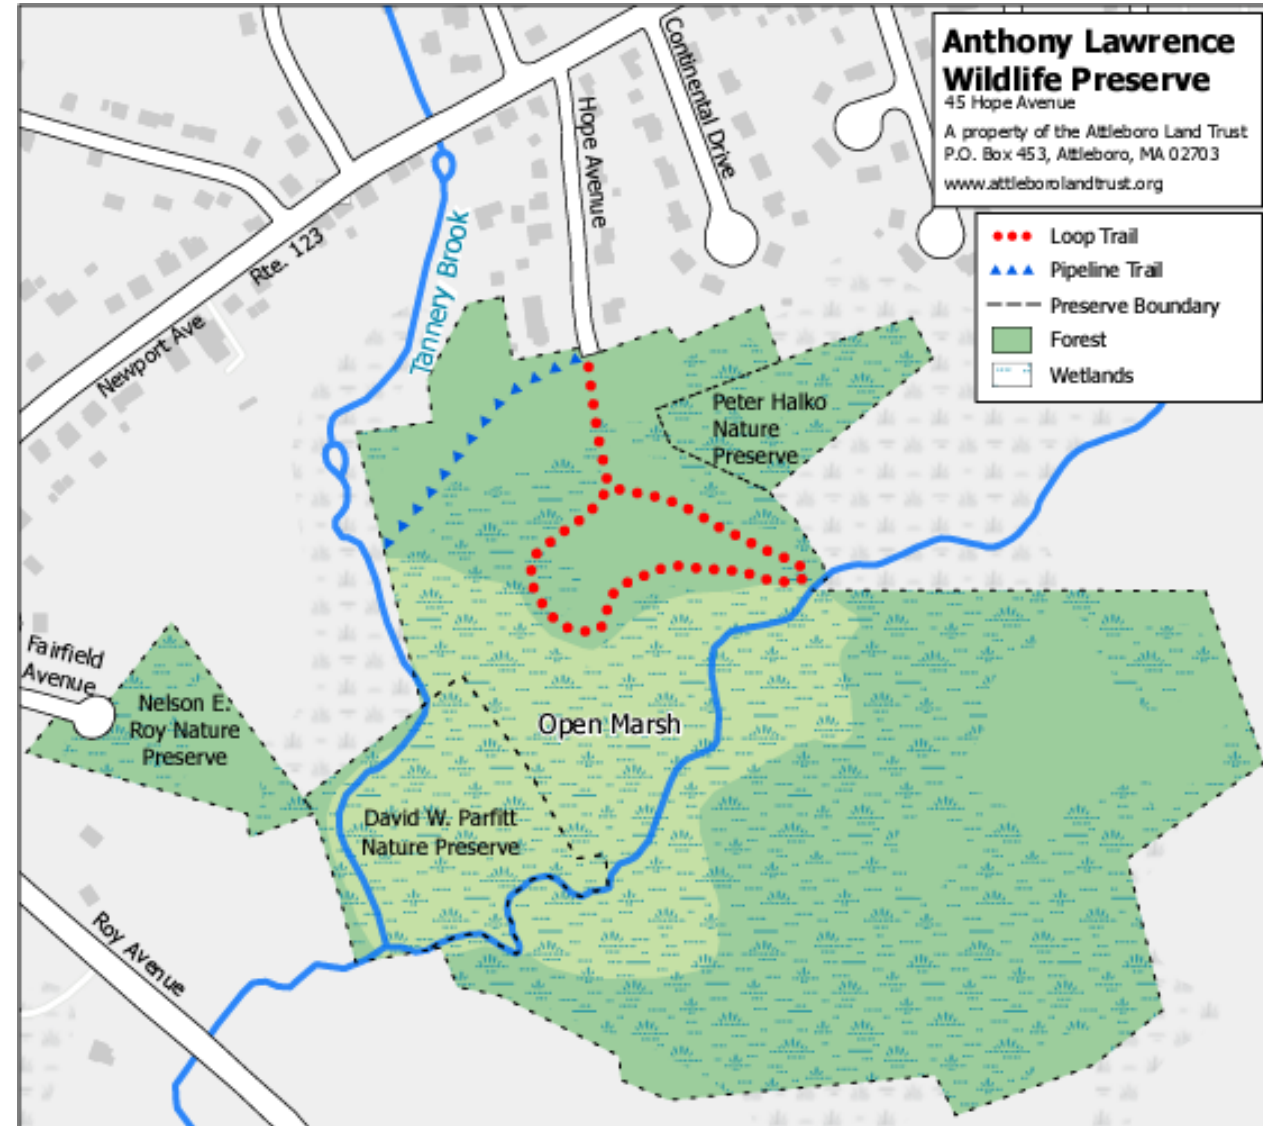 Anthony Lawrence
Wildlife Preserve
45 Hope Avenue
A property of the Attleboro Land Trust
P.O. Box 453, Attleboro, MA 02703
www.attleborolandtrust.org
Loop Trail
Pipeline Trail
Preserve Boundary
Forest
Wetlands
Continental Drive
Hope Avenue
Rte. 123
Newport Ave
Tannery Brook
Peter Halko
Nature
Preserve
Fairfield
Avenue
Nelson E.
Roy Nature
Preserve
Open Marsh
David W. Parfitt
Nature Preserve
Roy Avenue